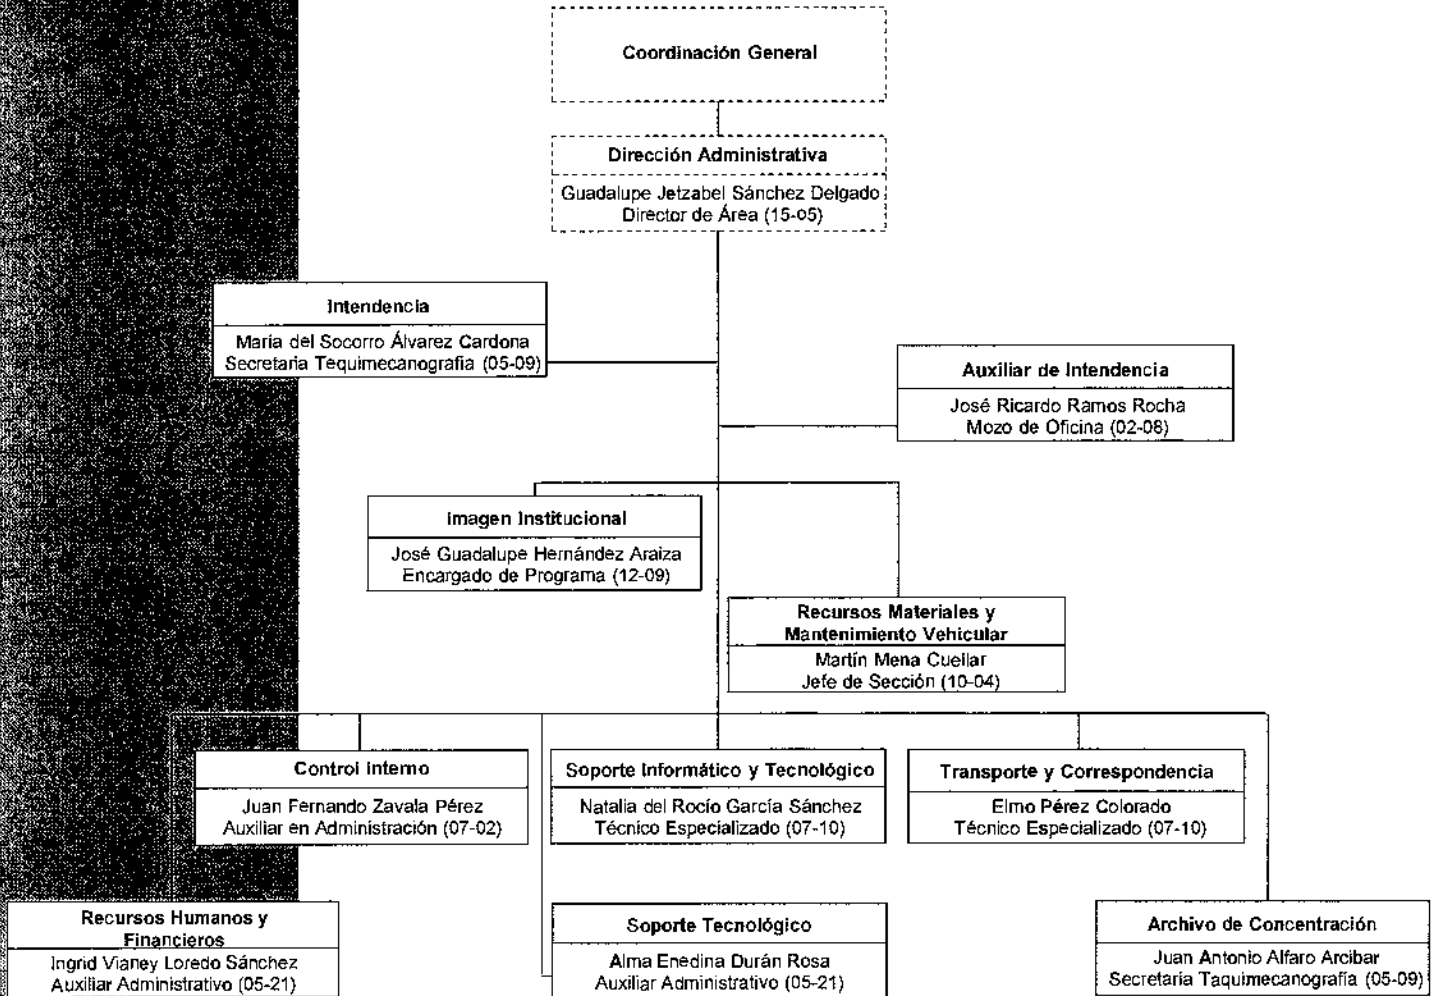 Coordinación General
Dirección Administrativa
Guadalupe Jetzabel Sánchez Delgado
Director de Área (15-05)
Intendencia
María del Socorro Álvarez Cardona
Secretaria Tequimecanografía (05-09)
Auxiliar de Intendencia
José Ricardo Ramos Rocha
Mozo de Oficina (02-08)
Imagen Institucional
José Guadalupe Hernández Araiza
Encargado de Programa (12-09)
Recursos Materiales y
Mantenimiento Vehicular
Martín Mena Cuellar
Jefe de Sección (10-04)
Control Interno
Juan Fernando Zavala Pérez
Auxiliar en Administración (07-02)
Soporte Informático y Tecnológico
Natalia del Rocío García Sánchez
Técnico Especializado (07-10)
Transporte y Correspondencia
Elmo Pérez Colorado
Técnico Especializado (07-10)
Recursos Humanos y
Financieros
Ingrid Vianey Loredo Sánchez
Auxiliar Administrativo (05-21)
Soporte Tecnológico
Alma Enedina Durán Rosa
Auxiliar Administrativo (05-21)
Archivo de Concentración
Juan Antonio Alfaro Arcibar
Secretaria Taquimecanografía (05-09)